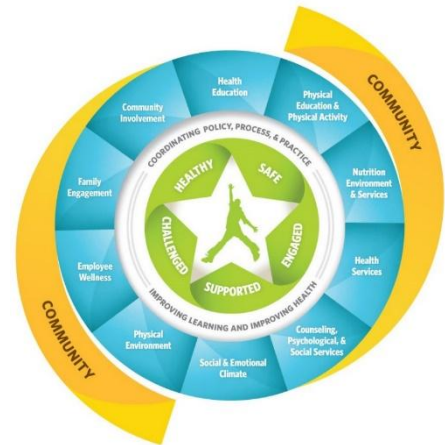 COMMUNITY
Health
Education
Physical
Education &
Physical Activity
Nutrition
Environment
& Services
Health
Services
Counseling,
Psychological, &
Social Services
Social & Emotional
Climate
Physical
Environment
Employee
Wellness
Family
Engagement
Community
Involvement
COORDINATING POLICY, PROCESS, & PRACTICE
IMPROVING LEARNING AND IMPROVING HEALTH
HEALTHY
SAFE
ENGAGED
SUPPORTED
CHALLENGED
COMMUNITY